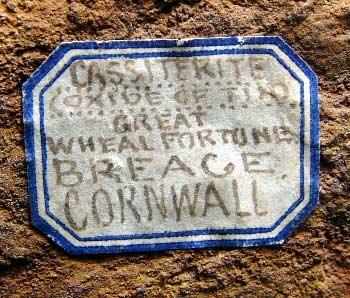 CASSITERITE
(OXIDE OF TIN)
GREAT
WHEAL FORTUNE
BREAGE.
CORNWALL